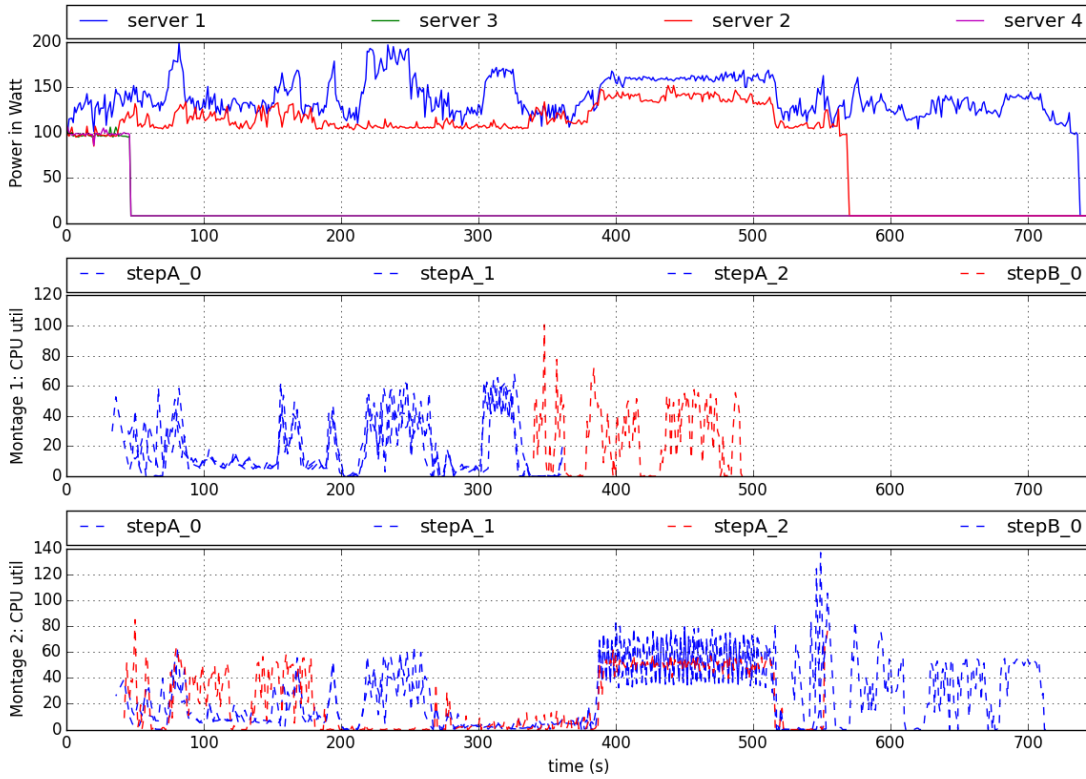 server 1 server 3 server 2 server 4
200
150
100
50
0
Power in Watt
0 100 200 300 400 500 600 700
stepA_0 stepA_1 stepA_2 stepB_0
120
100
80
60
40
20
0
Montage 1: CPU util
0 100 200 300 400 500 600 700
stepA_0 stepA_1 stepA_2 stepB_0
140
120
100
80
60
40
20
0
Montage 2: CPU util
0 100 200 300 400 500 600 700
time (s)